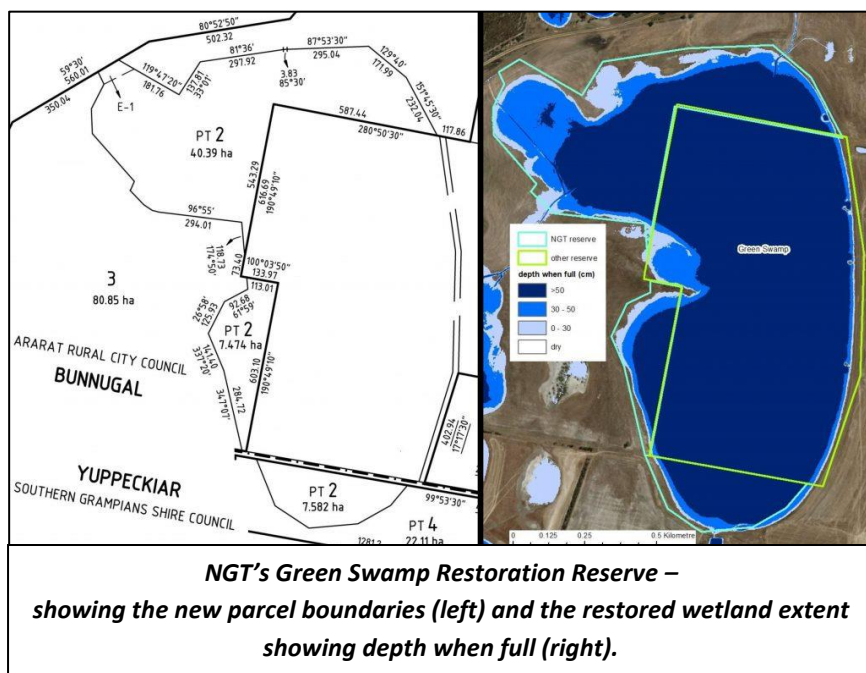 80°52'50"
502.32
59°30'
560.01
350.04
119°47'20"
181.76
E-1
137.81
33°01'
81°36'
297.92
3.83
85°30'
87°53'30"
295.04
129°40'
171.99
151°45'30"
232.04
117.86
587.44
280°50'30"
PT 2
40.39 ha
543.29
616.69
190°49'10"
96°55'
294.01
118.73
174°50'
73.40
100°03'50"
133.97
113.01
3
80.85 ha
26°58'
125.93
92.68
61°59'
PT 2
7.474 ha
141.40
337°20'
284.72
347°07'
603.10
190°49'10"
ARARAT RURAL CITY COUNCIL
BUNNUGAL
402.94
17°17'30"
YUPPECKIAR
SOUTHERN GRAMPIANS SHIRE COUNCIL
PT 2
7.582 ha
99°53'30"
PT 4
22.11 ha
NGT reserve
other reserve
depth when full (cm)
>50
30 - 50
0 - 30
dry
Green Swamp
0 0.125 0.25 0.5 Kilometre
NGT's Green Swamp Restoration Reserve –
showing the new parcel boundaries (left) and the restored wetland extent
showing depth when full (right).